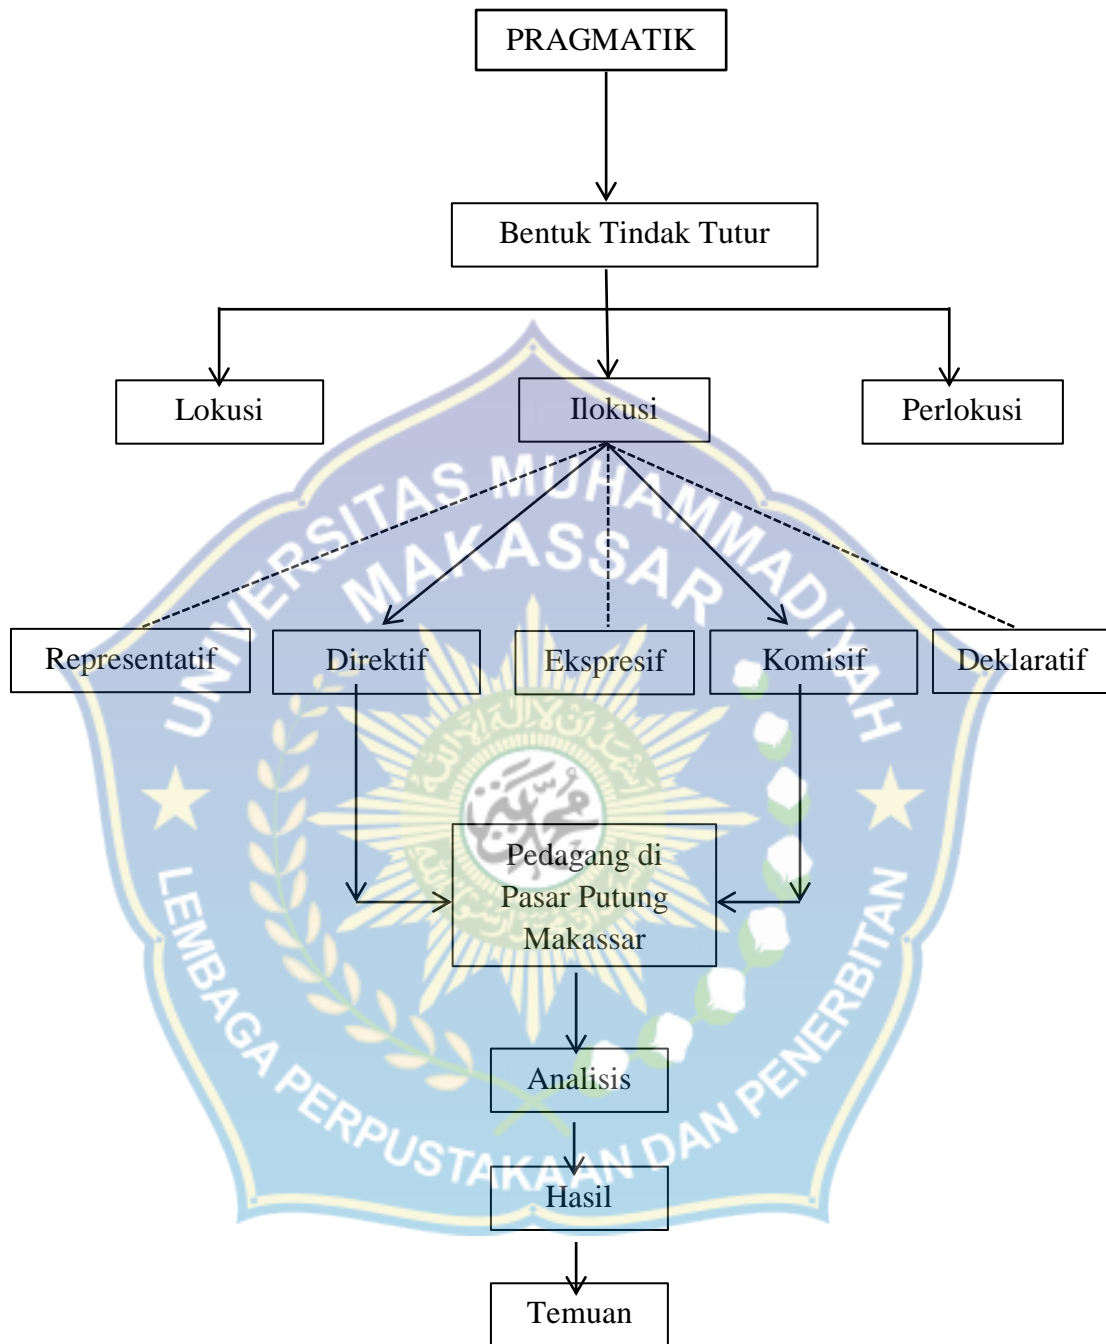 PRAGMATIK
Bentuk Tindak Tutur
Lokusi
Ilokusi
Perlokusi
UNIVERSITAS MUHAMMADIYAH
MAKASSAR
Representatif
Direktif
Ekspresif
Komisif
Deklaratif
Pedagang di
Pasar Putung
Makassar
Analisis
Hasil
Temuan
LEMBAGA PERPUSTAKAAN DAN PENERBITAN